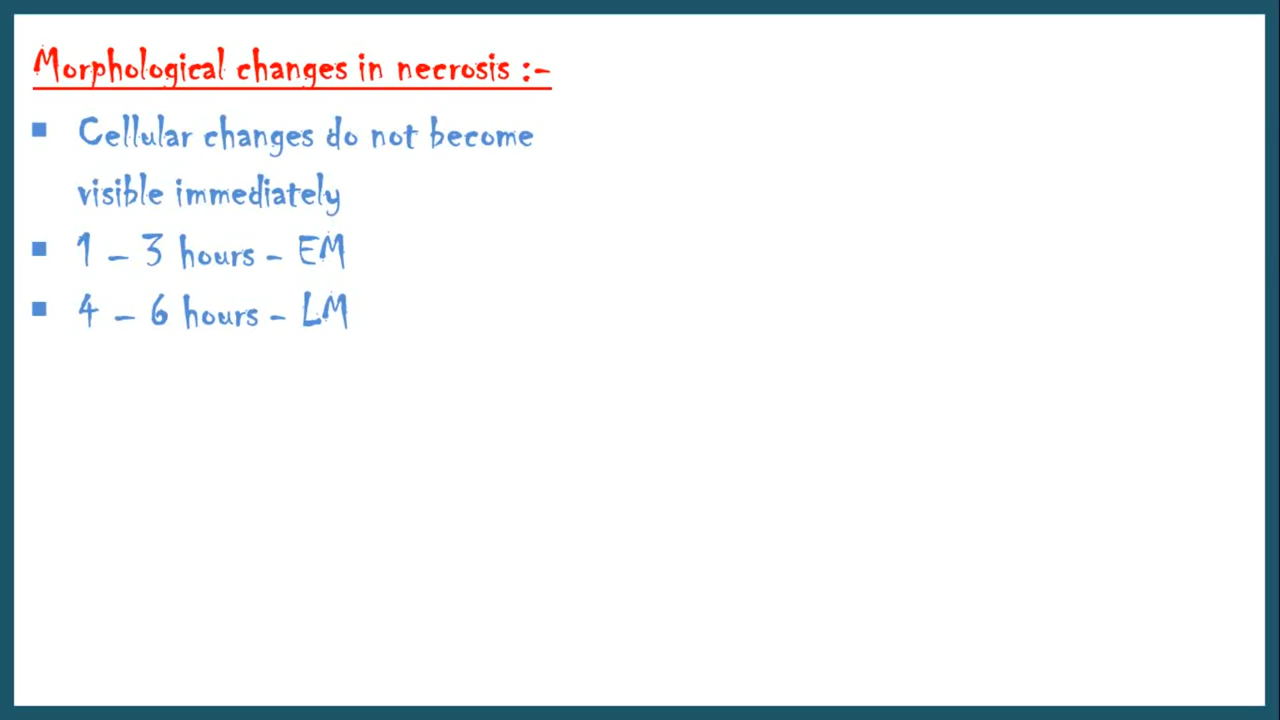 Morphological changes in necrosis :-
▪ Cellular changes do not become
visible immediately
▪ 1 – 3 hours – EM
▪ 4 – 6 hours – LM